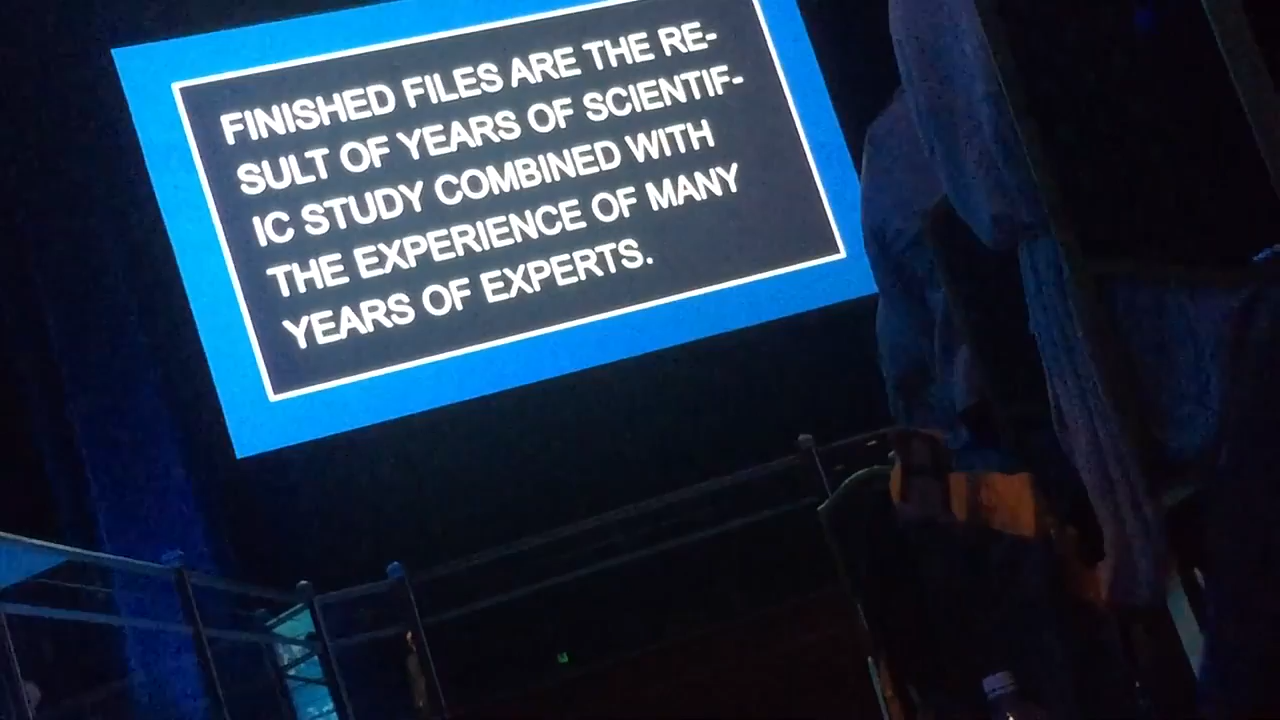 FINISHED FILES ARE THE RE-
SULT OF YEARS OF SCIENTIF-
IC STUDY COMBINED WITH
THE EXPERIENCE OF MANY
YEARS OF EXPERTS.